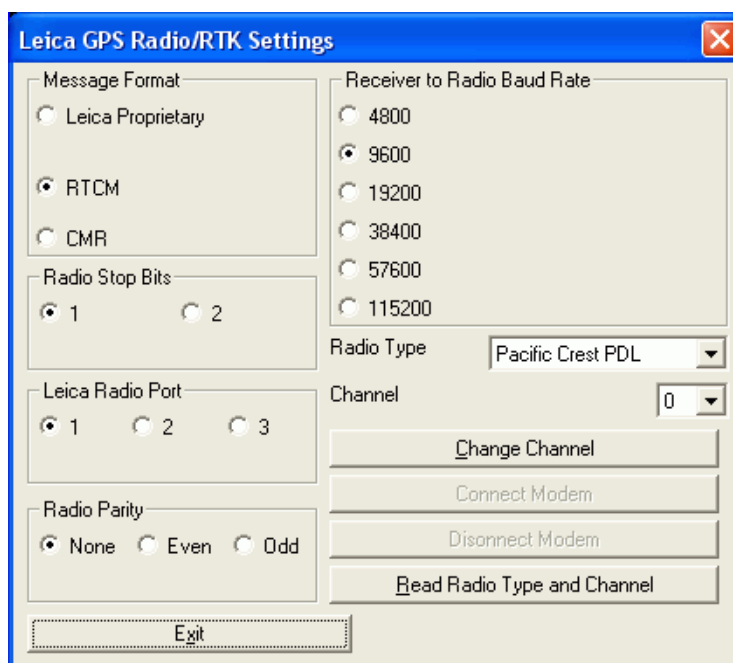 Leica GPS Radio/RTK Settings
Message Format
Leica Proprietary
RTCM
CMR
Radio Stop Bits
1 2
Leica Radio Port
1 2 3
Radio Parity
None Even Odd
Exit
Receiver to Radio Baud Rate
4800
9600
19200
38400
57600
115200
Radio Type Pacific Crest PDL
Channel 0
Change Channel
Connect Modem
Disonnect Modem
Read Radio Type and Channel